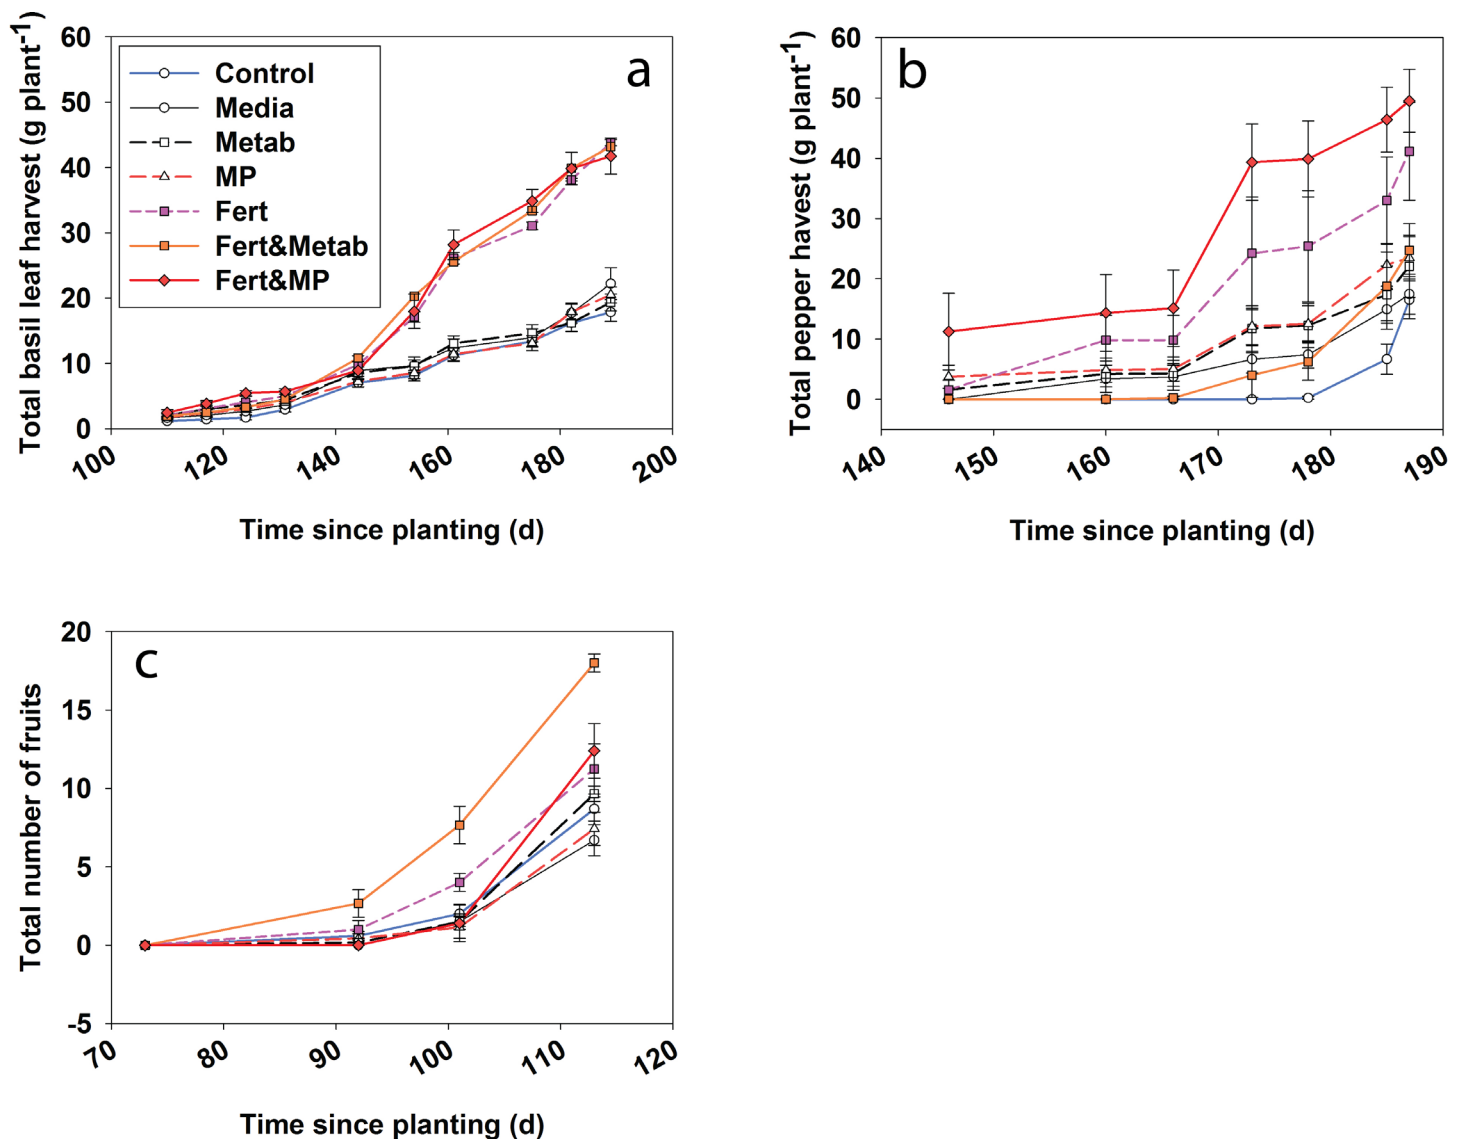 Total basil leaf harvest (g plant⁻¹)
60
50
40
30
20
10
0
a
Control
Media
Metab
MP
Fert
Fert&Metab
Fert&MP
100
120
140
160
180
200
Time since planting (d)
Total pepper havest (g plant⁻¹)
60
50
40
30
20
10
0
b
140
150
160
170
180
190
Time since planting (d)
Total number of fruits
20
15
10
5
0
-5
c
70
80
90
100
110
120
Time since planting (d)